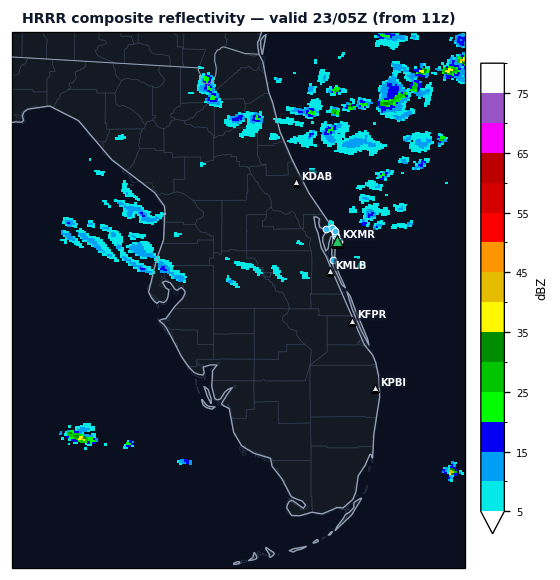 HRRR composite reflectivity — valid 23/05Z (from 11z)
KDAB
KXMR
KMLB
KFPR
KPBI
75
65
55
45
35
25
15
5
dBZ